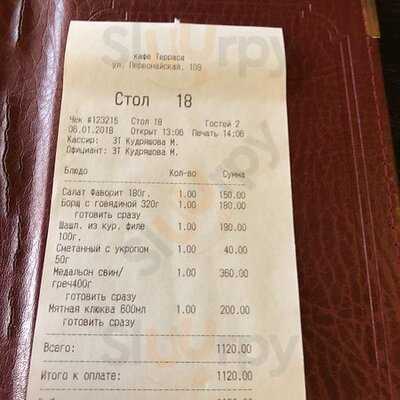 кафе Терраса
ул. Первомайская, 109
Стол 18
Чек #123215 Стол 18 Гостей 2
06.01.2018 Открыт 13:06 Печать 14:06
Кассир: ЗТ Кудряшова М.
Официант: ЗТ Кудряшова М.
Блюдо Кол-во Сумма
Салат Фаворит 180г. 1.00 150.00
Борщ с говядиной 320г 1.00 180.00
готовить сразу
Шашл. из кур. филе 1.00 190.00
100г.
Сметанный с укропом 1.00 40.00
50г
Медальон свин/ 1.00 360.00
греч400г
готовить сразу
Мятная клюква 600мл 1.00 200.00
готовить сразу
Всего: 1120.00
Итого к оплате: 1120.00
Slurrpy